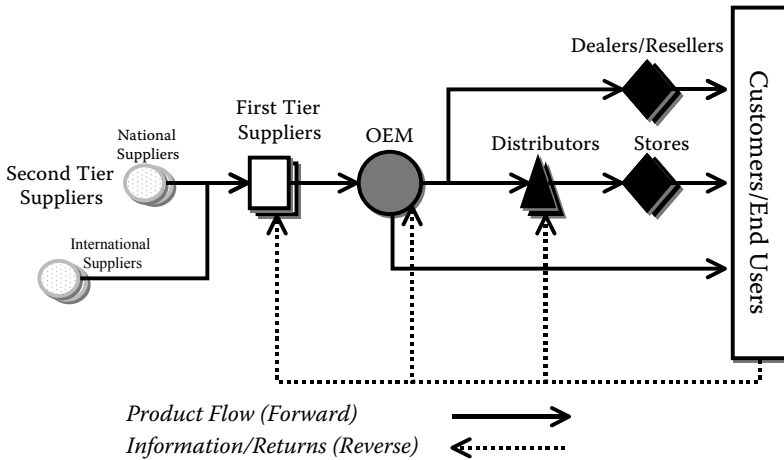 Dealers/Resellers
First Tier
Suppliers
OEM
National
Suppliers
Distributors
Stores
Second Tier
Suppliers
International
Suppliers
Customers/End Users
Product Flow (Forward)
Information/Returns (Reverse)